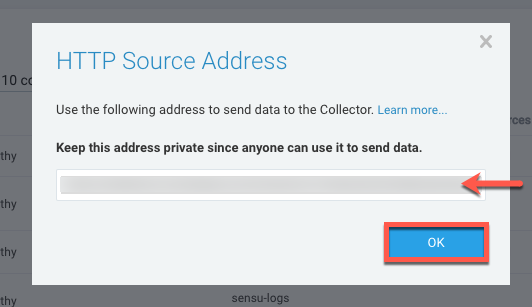 HTTP Source Address
10 co
Use the following address to send data to the Collector. Learn more...
rces
Keep this address private since anyone can use it to send data.
thy
thy
thy
OK
thy
sensu-logs